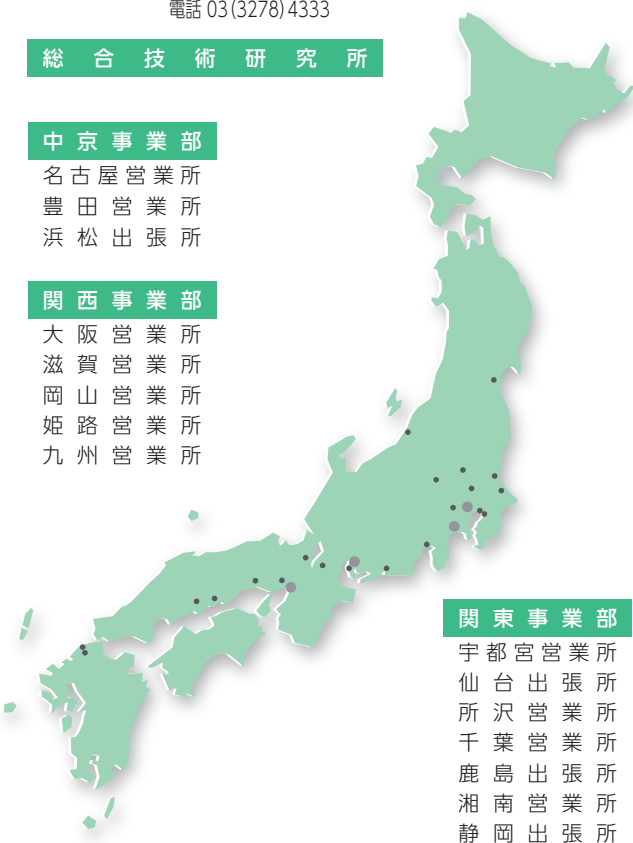 電話 03(3278)4333
総合技術研究所
中京事業部
名古屋営業所
豊田営業所
浜松出張所
関西事業部
大阪営業所
滋賀営業所
岡山営業所
姫路営業所
九州営業所
関東事業部
宇都宮営業所
仙台出張所
所沢営業所
千葉営業所
鹿島出張所
湘南営業所
静岡出張所